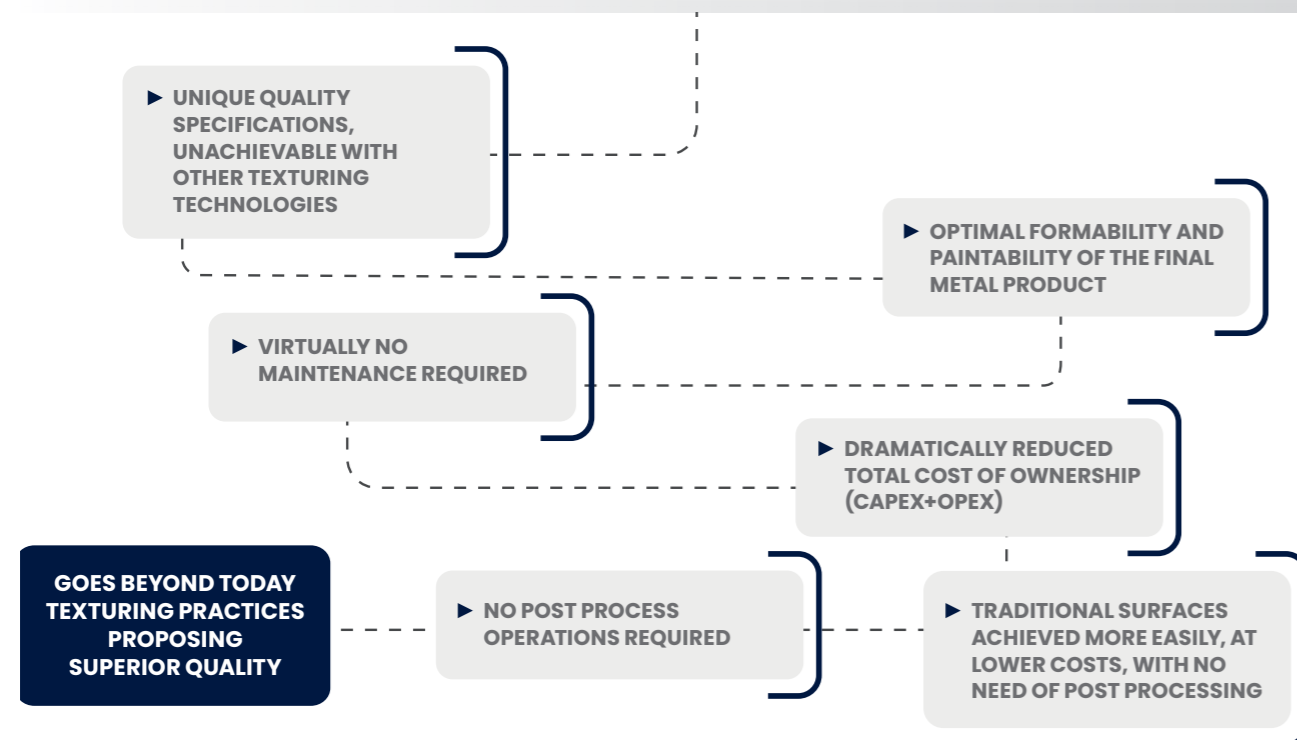 ► UNIQUE QUALITY
SPECIFICATIONS,
UNACHIEVABLE WITH
OTHER TEXTURING
TECHNOLOGIES
► OPTIMAL FORMABILITY AND
PAINTABILITY OF THE FINAL
METAL PRODUCT
► VIRTUALLY NO
MAINTENANCE REQUIRED
► DRAMATICALLY REDUCED
TOTAL COST OF OWNERSHIP
(CAPEX+OPEX)
► TRADITIONAL SURFACES
ACHIEVED MORE EASILY, AT
LOWER COSTS, WITH NO
NEED OF POST PROCESSING
► NO POST PROCESS
OPERATIONS REQUIRED
GOES BEYOND TODAY
TEXTURING PRACTICES
PROPOSING
SUPERIOR QUALITY